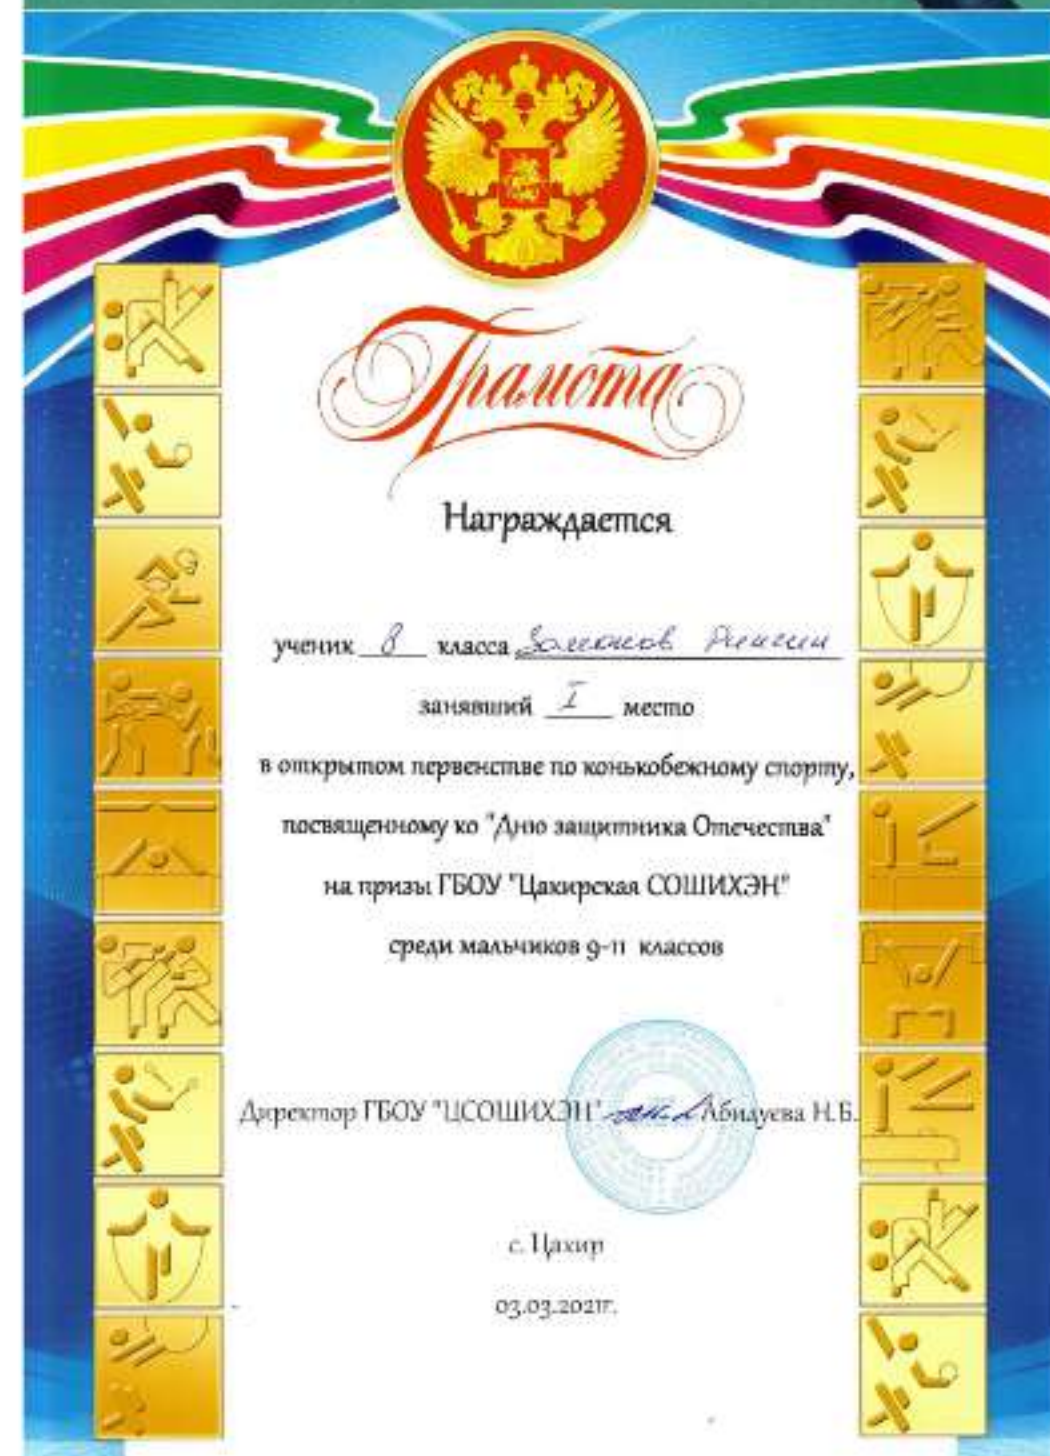 Грамота
Награждается
ученик 8 класса
занявший I место
в открытом первенстве по конькобежному спорту,
посвященному ко "Дню защитника Отечества"
на призы ГБОУ "Цакирская СОШИХЭН"
среди мальчиков 9-11 классов
Директор ГБОУ "ЦСОШИХЭН" Абидуева Н.Б.
с. Цакир
03.03.2021г.